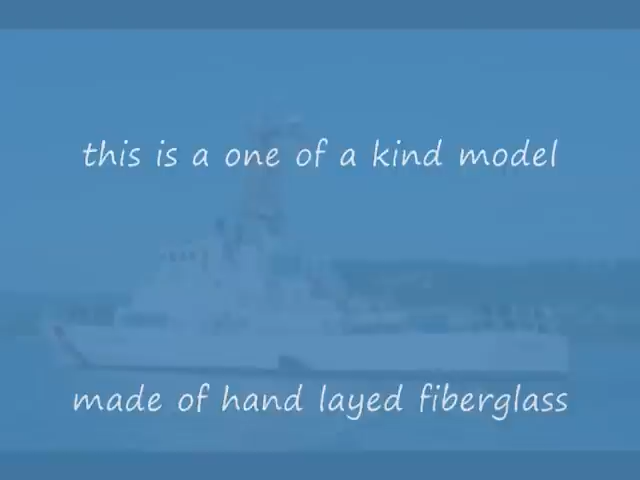 this is a one of a kind model
made of hand layed fiberglass